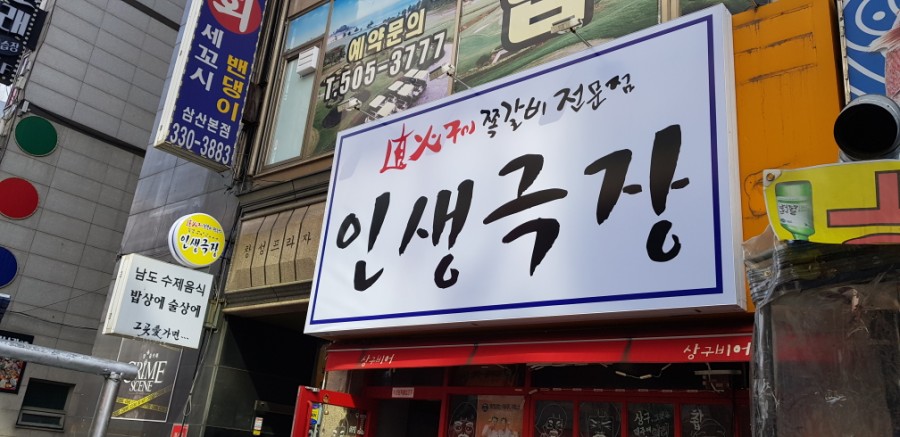 회
세꼬시
밴댕이
삼산본점
330-3883
예약문의
T.505-3777
直火구이 쪽갈비 전문점
인생극장
인생극장
남도 수제음식
밥상에 술상에
그곳愛가면...
CRIME
SCENE
상구비어
상구비어